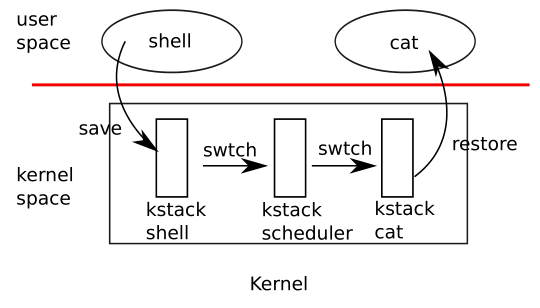 user
space
shell
cat
save
swtch
swtch
restore
kernel
space
kstack
shell
kstack
scheduler
kstack
cat
Kernel